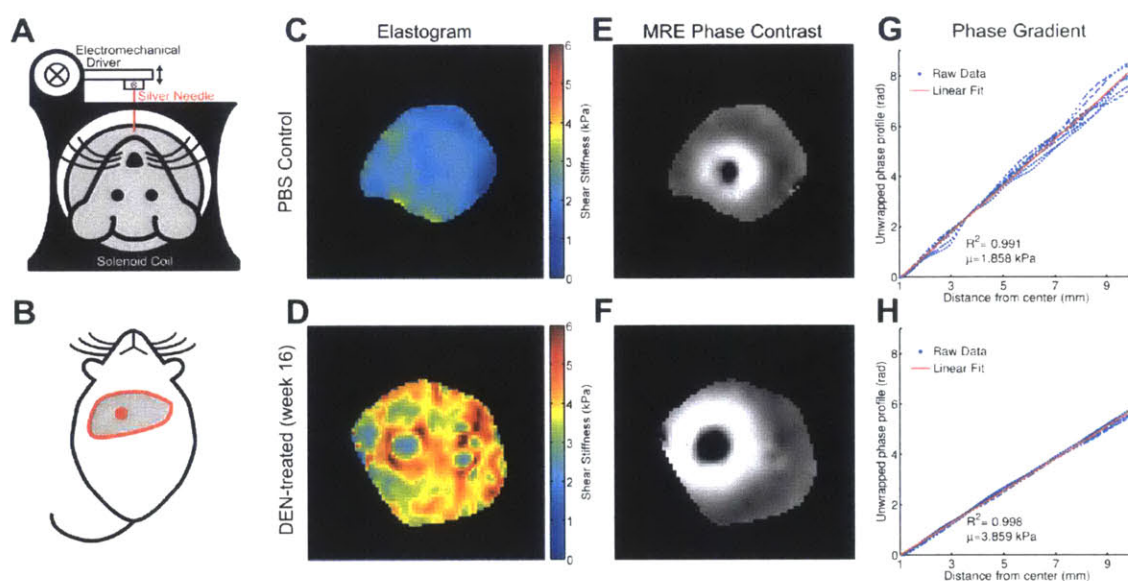 A
Electromechanical
Driver
Silver Needle
Solenoid Coil
B
C
Elastogram
PBS Control
6
5
4
3
2
1
0
Shear Stiffness (kPa)
D
DEN-treated (week 16)
6
5
4
3
2
1
0
Shear Stiffness (kPa)
E
MRE Phase Contrast
F
G
Phase Gradient
Unwrapped phase profile (rad)
8
6
4
2
0
Raw Data
Linear Fit
R²= 0.991
μ=1.858 kPa
1 3 5 7 9
Distance from center (mm)
H
Unwrapped phase profile (rad)
8
6
4
2
0
Raw Data
Linear Fit
R² = 0.998
μ=3.859 kPa
1 3 5 7 9
Distance from center (mm)